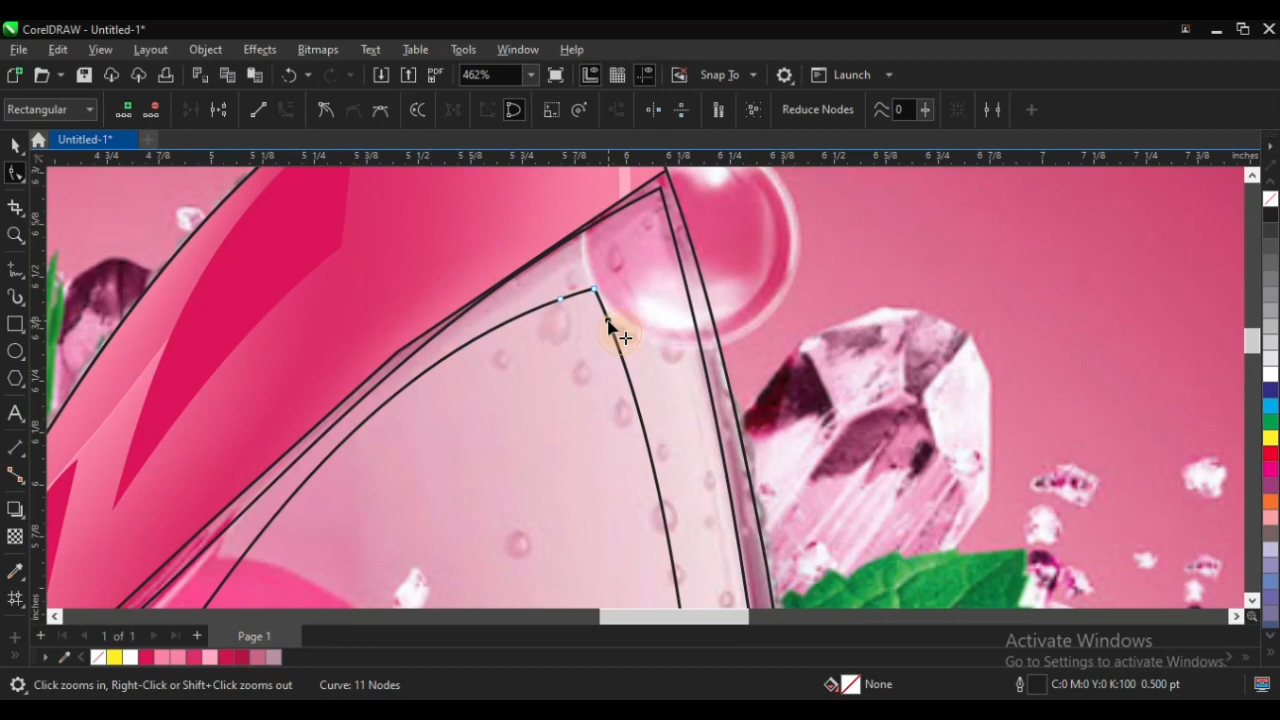 CorelDRAW - Untitled-1*
File Edit View Layout Object Effects Bitmaps Text Table Tools Window Help
PDF 462% Snap To Launch
Rectangular Reduce Nodes 0
Untitled-1*
4 3/4 4 7/8 5 5 1/8 5 1/4 5 3/8 5 1/2 5 3/4 5 7/8 6 6 1/8 6 1/4 6 3/8 6 1/2 6 5/8 6 3/4 6 7/8 7 7 1/8 7 1/4 7 3/8 inches
1 of 1 Page 1
Activate Windows
Go to Settings to activate Windows.
Click zooms in, Right-Click or Shift+Click zooms out Curve: 11 Nodes None C:0 M:0 Y:0 K:100 0.500 pt